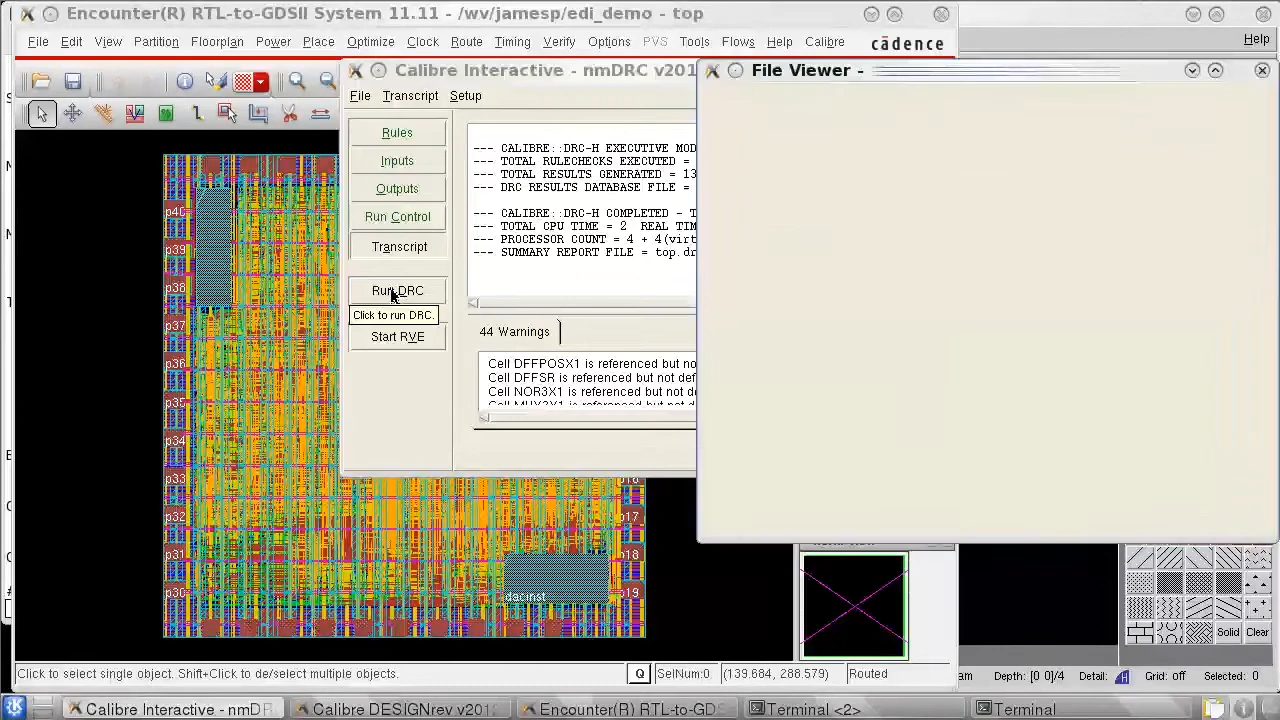 Encounter(R) RTL-to-GDSII System 11.11 - /wv/jamesp/edi_demo - top
File Edit View Partition Floorplan Power Place Optimize Clock Route Timing Verify Options PVS Tools Flows Help Calibre
cādence
Help
Calibre Interactive - nmDRC v201
File Transcript Setup
Rules
Inputs
Outputs
Run Control
Transcript
Run DRC
Click to run DRC.
Start RVE
--- CALIBRE::DRC-H EXECUTIVE MOD
--- TOTAL RULECHECKS EXECUTED =
--- TOTAL RESULTS GENERATED = 13
--- DRC RESULTS DATABASE FILE =
--- CALIBRE::DRC-H COMPLETED - T
--- TOTAL CPU TIME = 2 REAL TIM
--- PROCESSOR COUNT = 4 + 4(virt
--- SUMMARY REPORT FILE = top.dr
44 Warnings
Cell DFFPOSX1 is referenced but no
Cell DFFSR is referenced but not def
Cell NOR3X1 is referenced but not d
File Viewer -
p40
p39
p38
p37
p36
p35
p34
p33
p32
p31
p30
p17
p18
p19
dacinst
Solid Clear
Click to select single object. Shift+Click to de/select multiple objects.
Q
SelNum:0
(139.684, 288.579)
Routed
am Depth: [0 0]/4 Detail: Grid: off Selected: 0
Calibre Interactive - nmDR
Calibre DESIGNrev v201
Encounter(R) RTL-to-GDS
Terminal <2>
Terminal